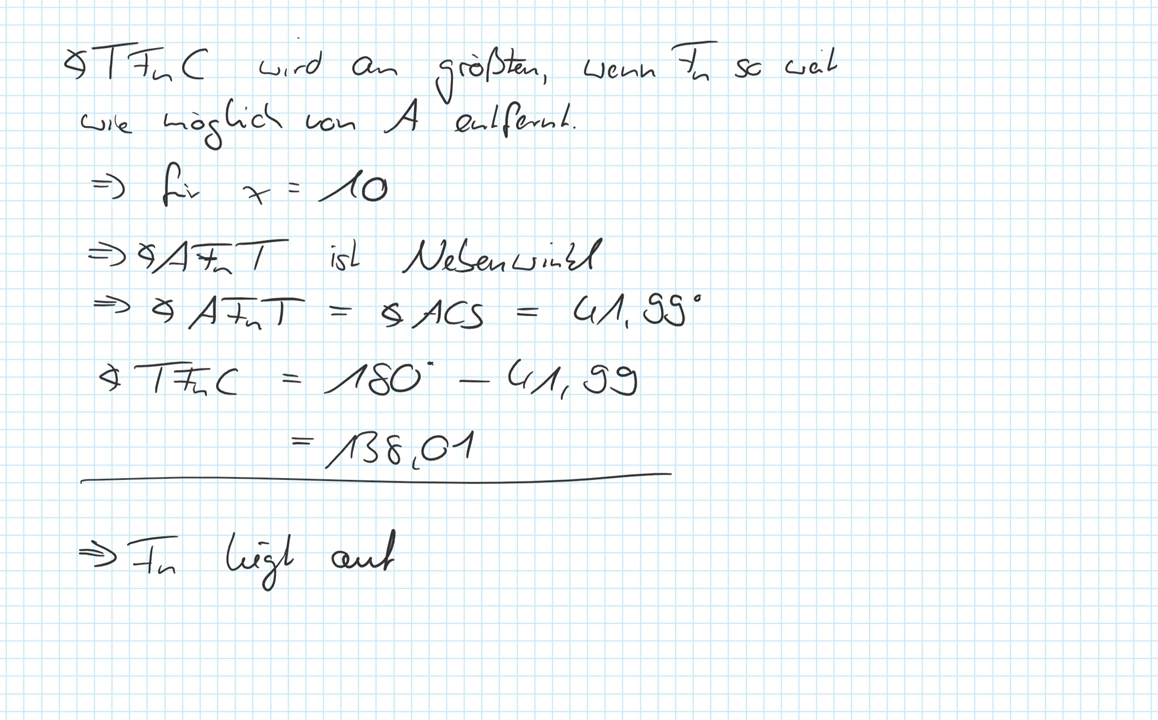 ∢TFnC wird an größten, wenn Fn so weit
wie möglich von A entfernt.
⇒ für x = 10
⇒ ∢AFnT ist Nebenwinkel
⇒ ∢ AFnT = ∢ ACS = 41,99°
∢ TFnC = 180° – 41,99
= 138,01
⇒ Fn liegt auf